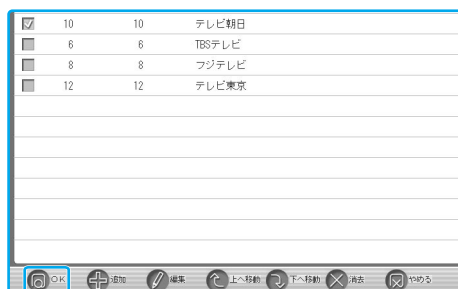 10 10 テレビ朝日
6 6 TBSテレビ
8 8 フジテレビ
12 12 テレビ東京
OK 追加 編集 上へ移動 下へ移動 消去 やめる